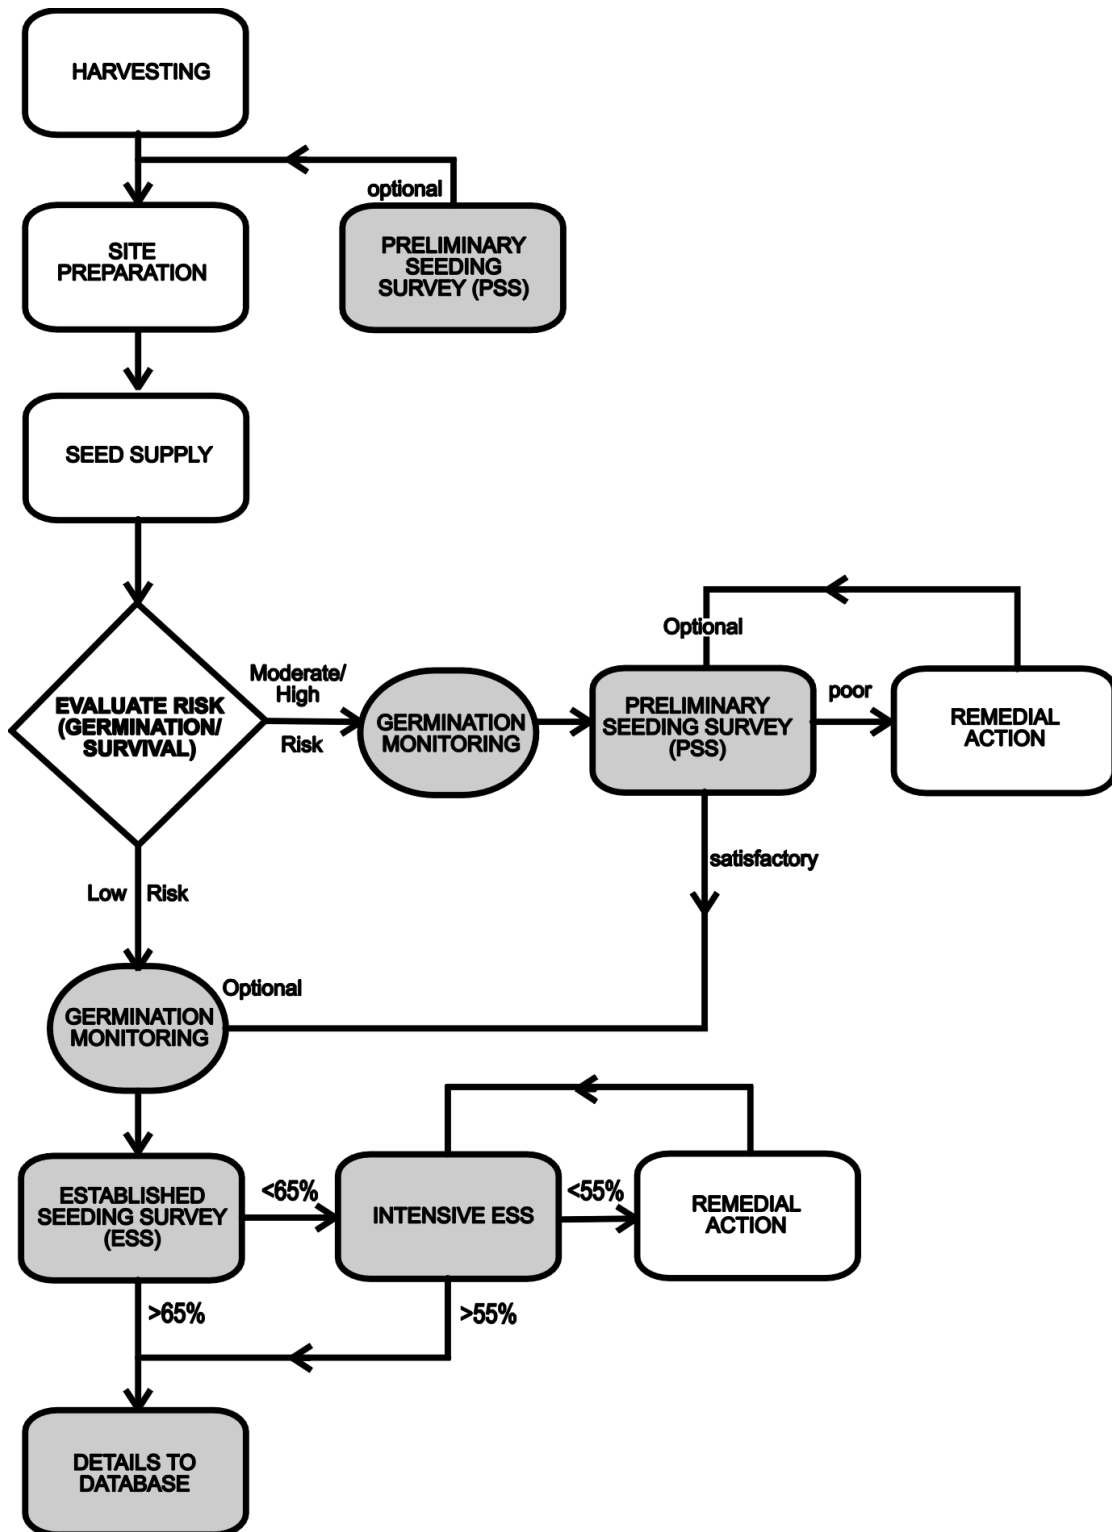 HARVESTING
optional
SITE
PREPARATION
PRELIMINARY
SEEDING
SURVEY (PSS)
SEED SUPPLY
EVALUATE RISK
(GERMINATION/
SURVIVAL)
Moderate/
High
Risk
GERMINATION
MONITORING
Optional
PRELIMINARY
SEEDING SURVEY
(PSS)
poor
REMEDIAL
ACTION
satisfactory
Low Risk
GERMINATION
MONITORING
Optional
ESTABLISHED
SEEDING SURVEY
(ESS)
<65%
INTENSIVE ESS
<55%
REMEDIAL
ACTION
>65%
>55%
DETAILS TO
DATABASE